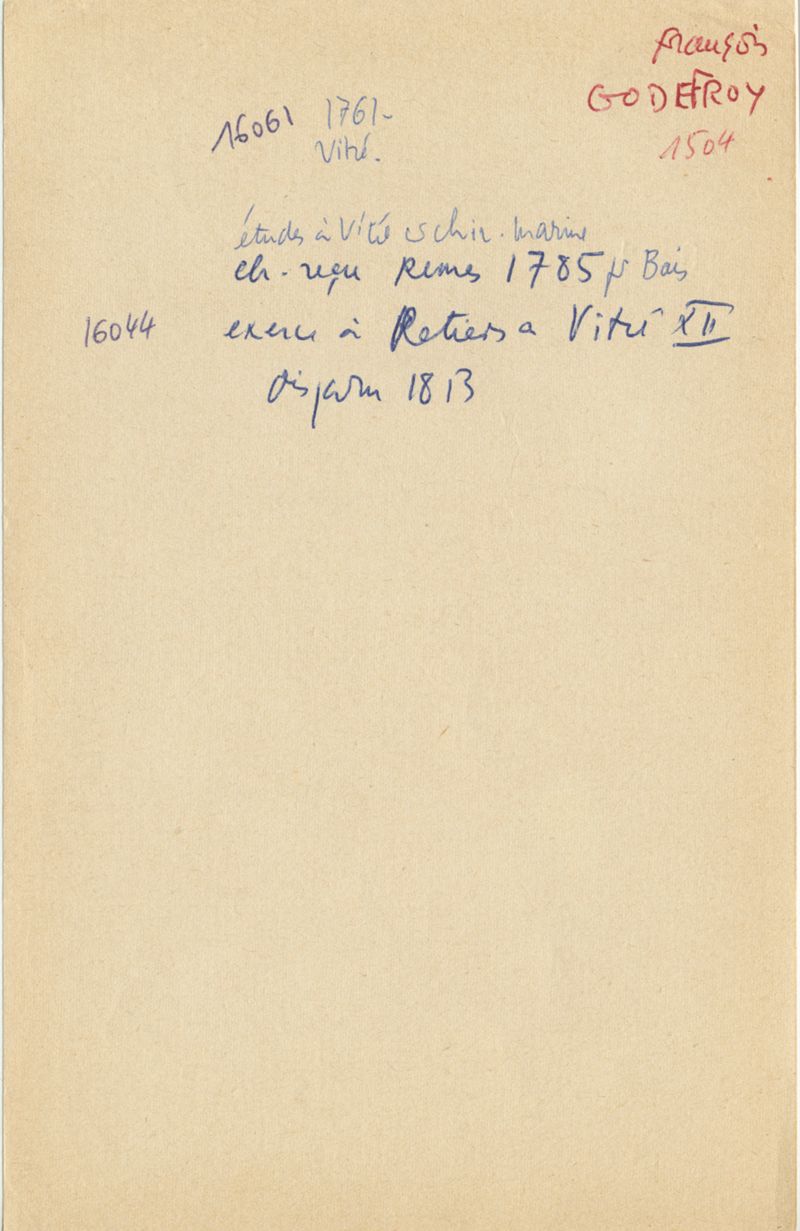 François
GODEFROY
1504
16061 1761-
Vitré.
études à Vitré chir. marine
ch. reçu Rennes 1785 pr Bais
16044 exerce à Retiers a Vitré XII
1813